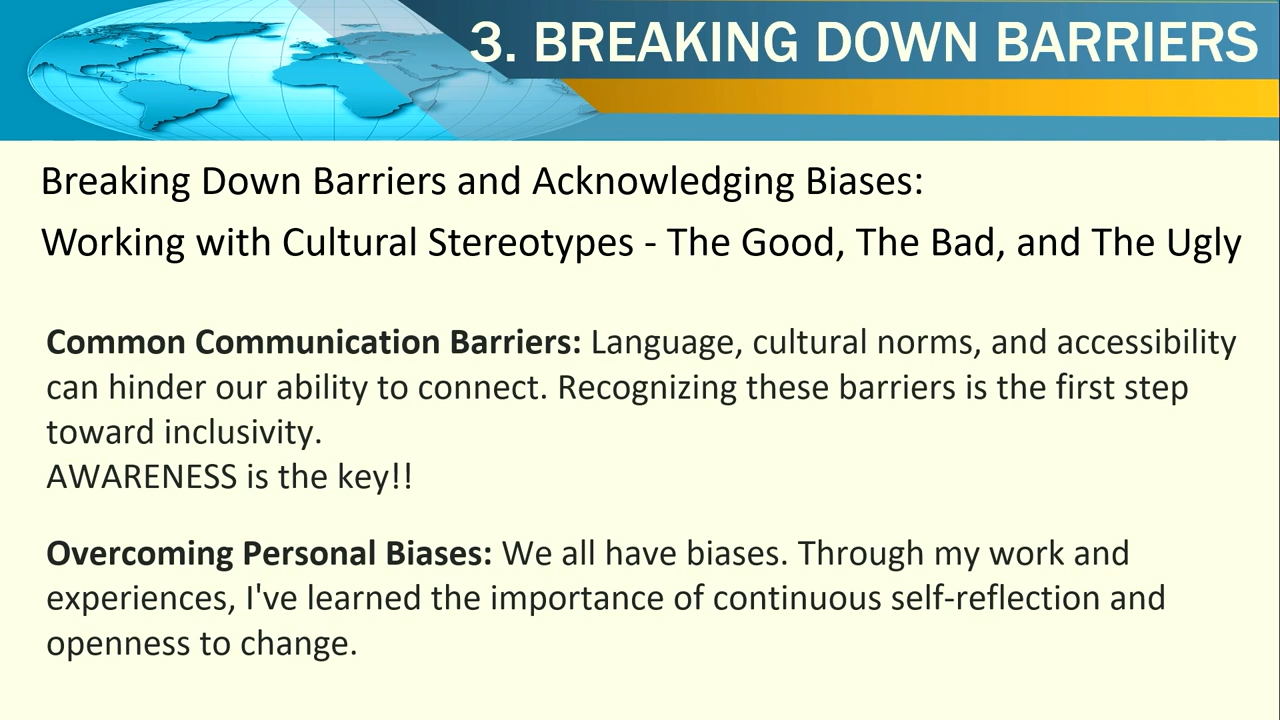 3. BREAKING DOWN BARRIERS
Breaking Down Barriers and Acknowledging Biases:
Working with Cultural Stereotypes - The Good, The Bad, and The Ugly
Common Communication Barriers: Language, cultural norms, and accessibility
can hinder our ability to connect. Recognizing these barriers is the first step
toward inclusivity.
AWARENESS is the key!!
Overcoming Personal Biases: We all have biases. Through my work and
experiences, I've learned the importance of continuous self-reflection and
openness to change.